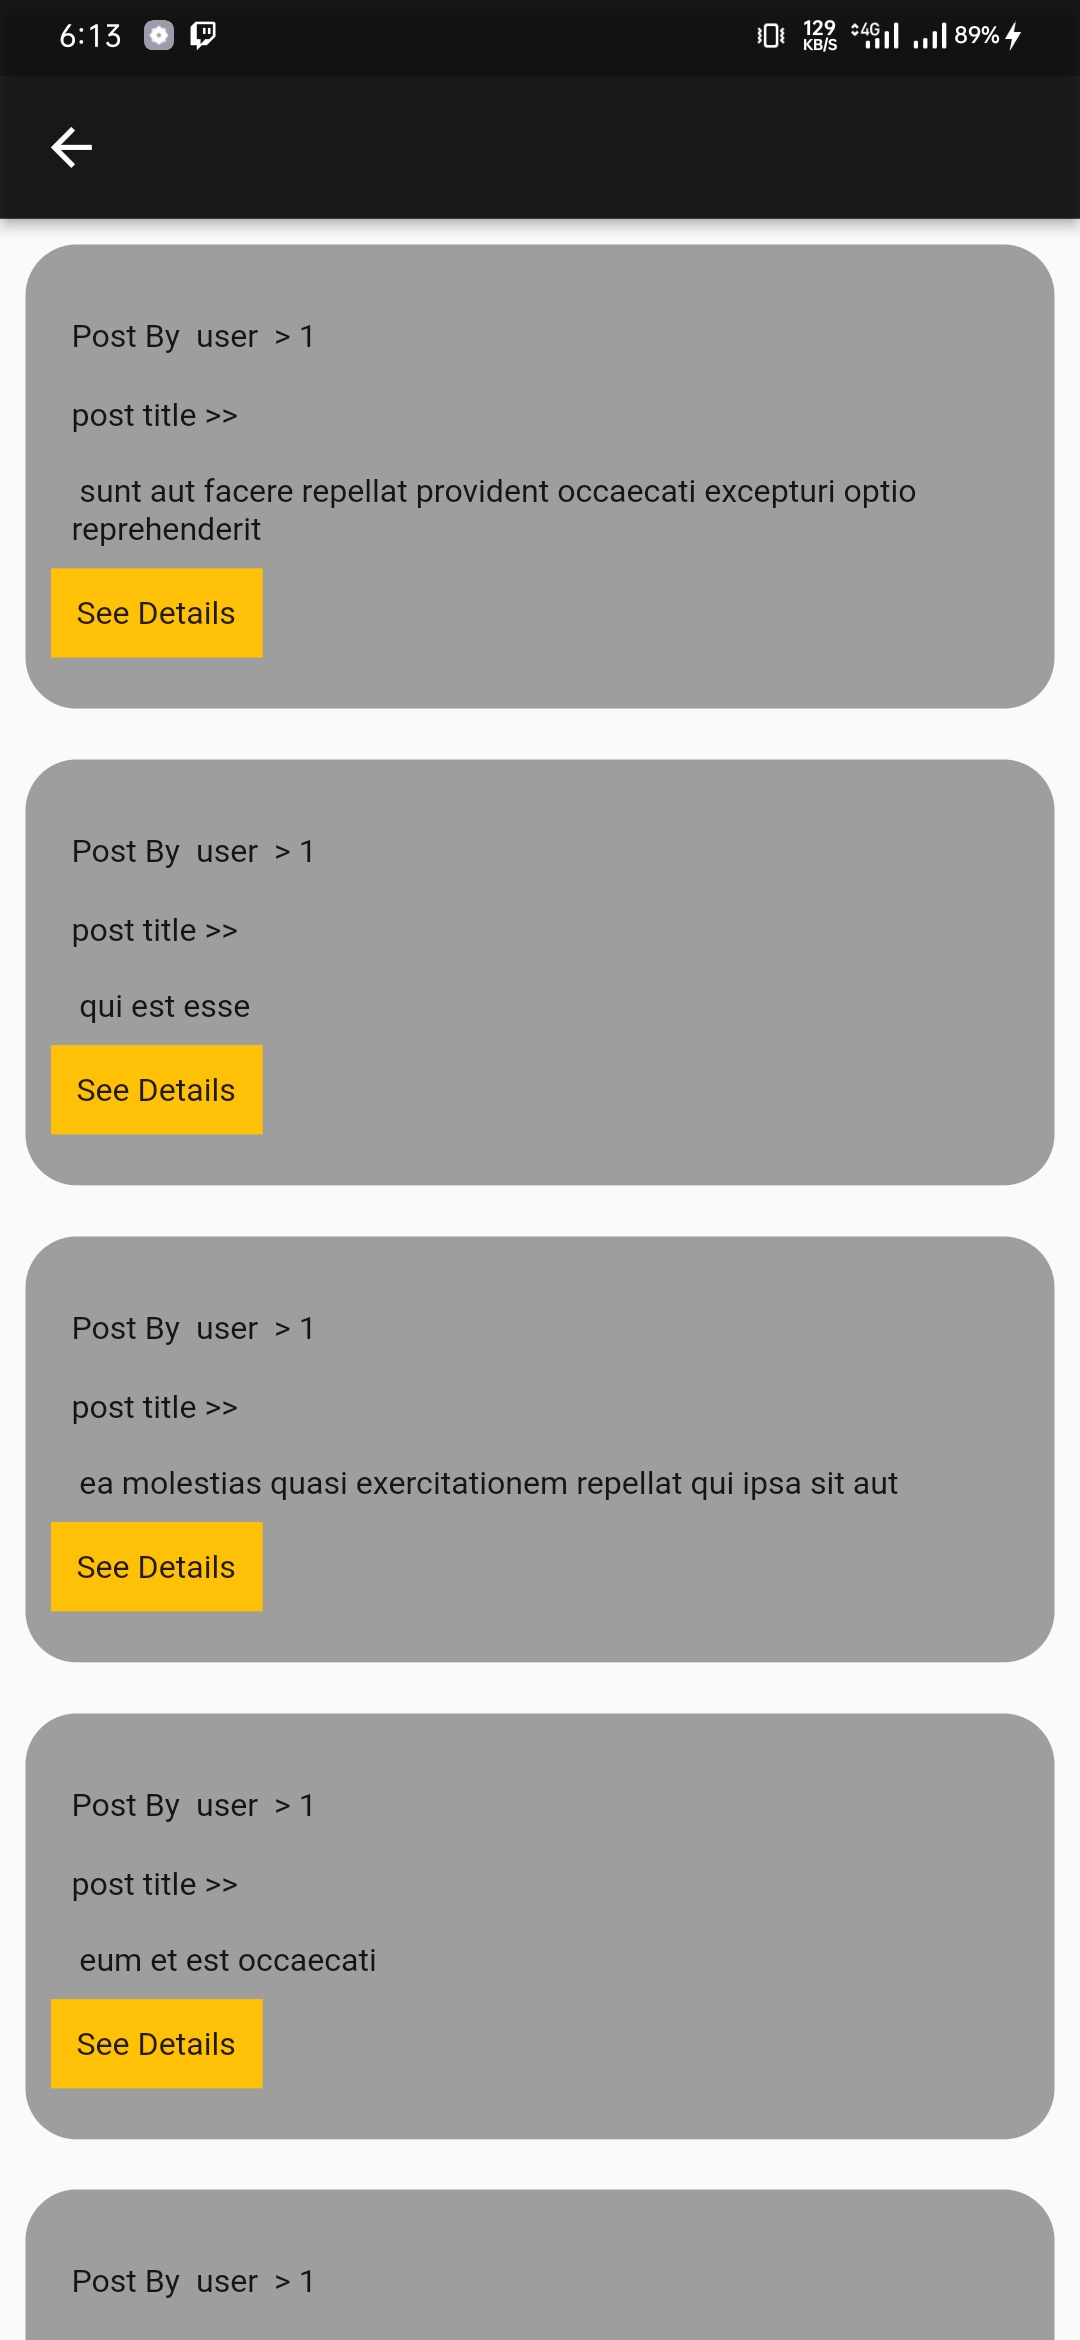 6:13 129 KB/S 4G 89%
Post By  user  > 1
post title >>
sunt aut facere repellat provident occaecati excepturi optio
reprehenderit
See Details
Post By  user  > 1
post title >>
qui est esse
See Details
Post By  user  > 1
post title >>
ea molestias quasi exercitationem repellat qui ipsa sit aut
See Details
Post By  user  > 1
post title >>
eum et est occaecati
See Details
Post By  user  > 1